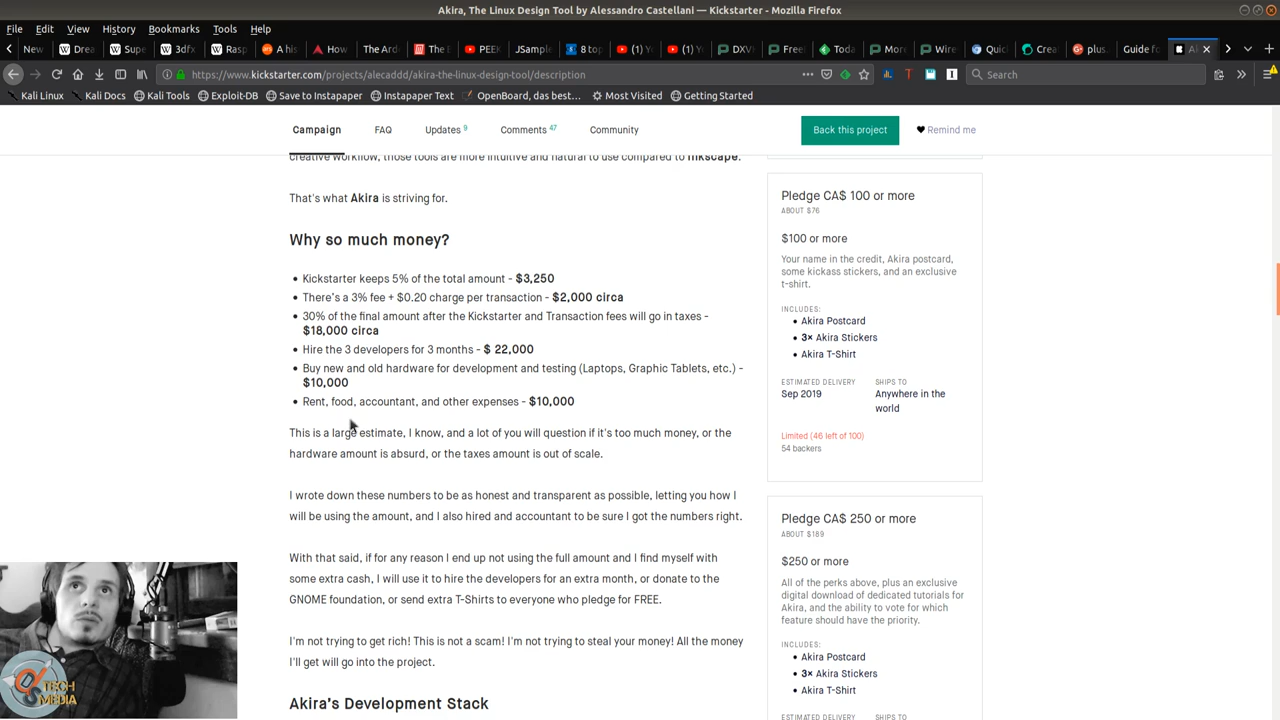 Akira, The Linux Design Tool by Alessandro Castellani — Kickstarter - Mozilla Firefox
File Edit View History Bookmarks Tools Help
New Drea Supe 3dfx Rasp A his How The Ardo The E PEEK JSample 8 top (1) Y (1) Y DXV Free Toda More Wire Quic Crea plus. Guide fo
https://www.kickstarter.com/projects/alecaddd/akira-the-linux-design-tool/description
Search
Kali Linux Kali Docs Kali Tools Exploit-DB Save to Instapaper Instapaper Text OpenBoard, das best... Most Visited Getting Started
Campaign FAQ Updates 9 Comments 47 Community
Back this project
Remind me
creative workflow, those tools are more intuitive and natural to use compared to Inkscape.
That's what Akira is striving for.
Why so much money?
• Kickstarter keeps 5% of the total amount - $3,250
• There's a 3% fee + $0.20 charge per transaction - $2,000 circa
• 30% of the final amount after the Kickstarter and Transaction fees will go in taxes -
$18,000 circa
• Hire the 3 developers for 3 months - $ 22,000
• Buy new and old hardware for development and testing (Laptops, Graphic Tablets, etc.) -
$10,000
• Rent, food, accountant, and other expenses - $10,000
This is a large estimate, I know, and a lot of you will question if it's too much money, or the
hardware amount is absurd, or the taxes amount is out of scale.
I wrote down these numbers to be as honest and transparent as possible, letting you how I
will be using the amount, and I also hired and accountant to be sure I got the numbers right.
With that said, if for any reason I end up not using the full amount and I find myself with
some extra cash, I will use it to hire the developers for an extra month, or donate to the
GNOME foundation, or send extra T-Shirts to everyone who pledge for FREE.
I'm not trying to get rich! This is not a scam! I'm not trying to steal your money! All the money
I'll get will go into the project.
Akira's Development Stack
Pledge CA$ 100 or more
ABOUT $76
$100 or more
Your name in the credit, Akira postcard,
some kickass stickers, and an exclusive
t-shirt.
INCLUDES:
• Akira Postcard
• 3× Akira Stickers
• Akira T-Shirt
ESTIMATED DELIVERY SHIPS TO
Sep 2019 Anywhere in the
world
Limited (46 left of 100)
54 backers
Pledge CA$ 250 or more
ABOUT $189
$250 or more
All of the perks above, plus an exclusive
digital download of dedicated tutorials for
Akira, and the ability to vote for which
feature should have the priority.
INCLUDES:
• Akira Postcard
• 3× Akira Stickers
• Akira T-Shirt
ESTIMATED DELIVERY SHIPS TO
TECH
MEDIA